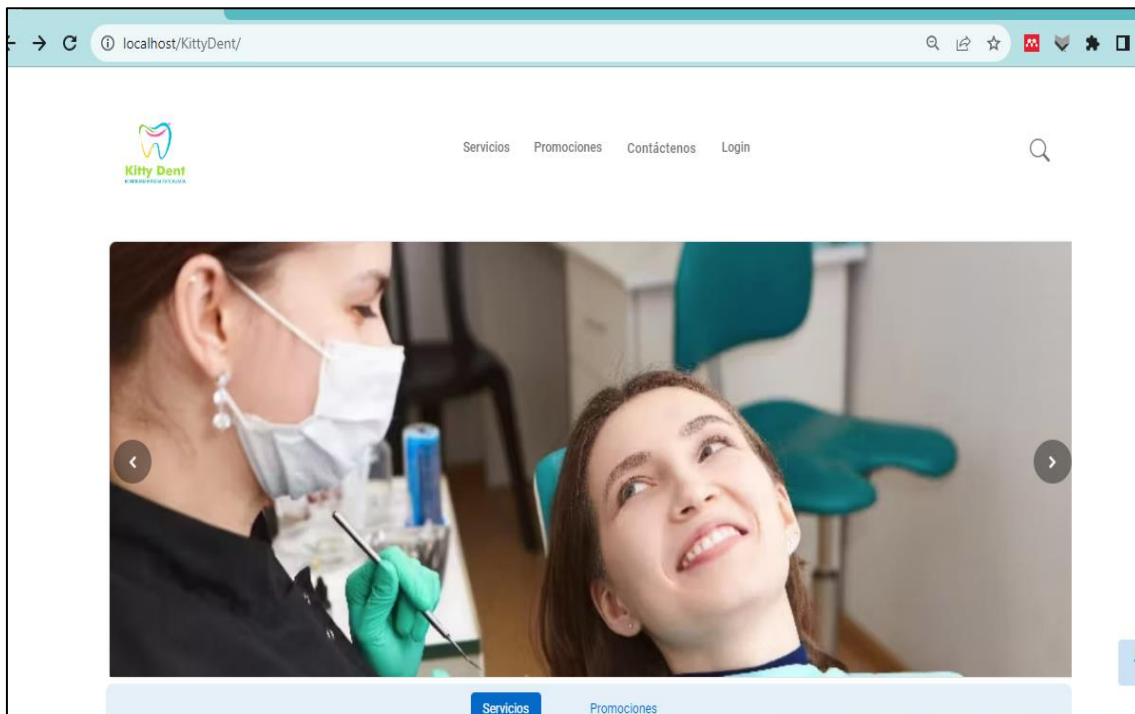 localhost/KittyDent/
Servicios Promociones Contáctenos Login
Kitty Dent
Servicios Promociones